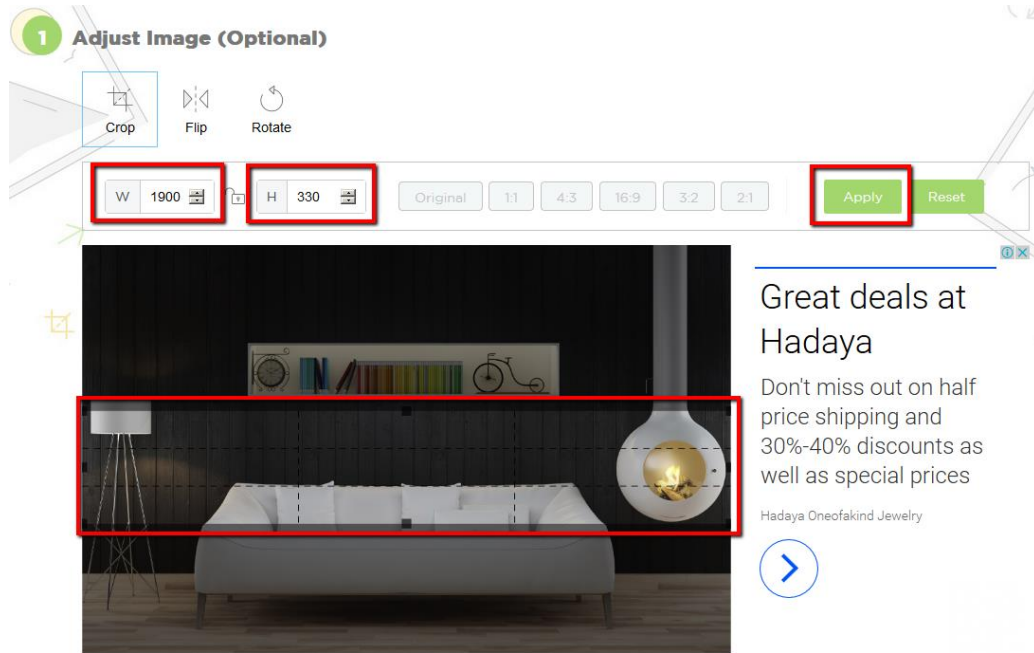 1 Adjust Image (Optional)
Crop Flip Rotate
W 1900 H 330 Original 1:1 4:3 16:9 3:2 2:1 Apply Reset
Great deals at
Hadaya
Don't miss out on half
price shipping and
30%-40% discounts as
well as special prices
Hadaya Oneofakind Jewelry